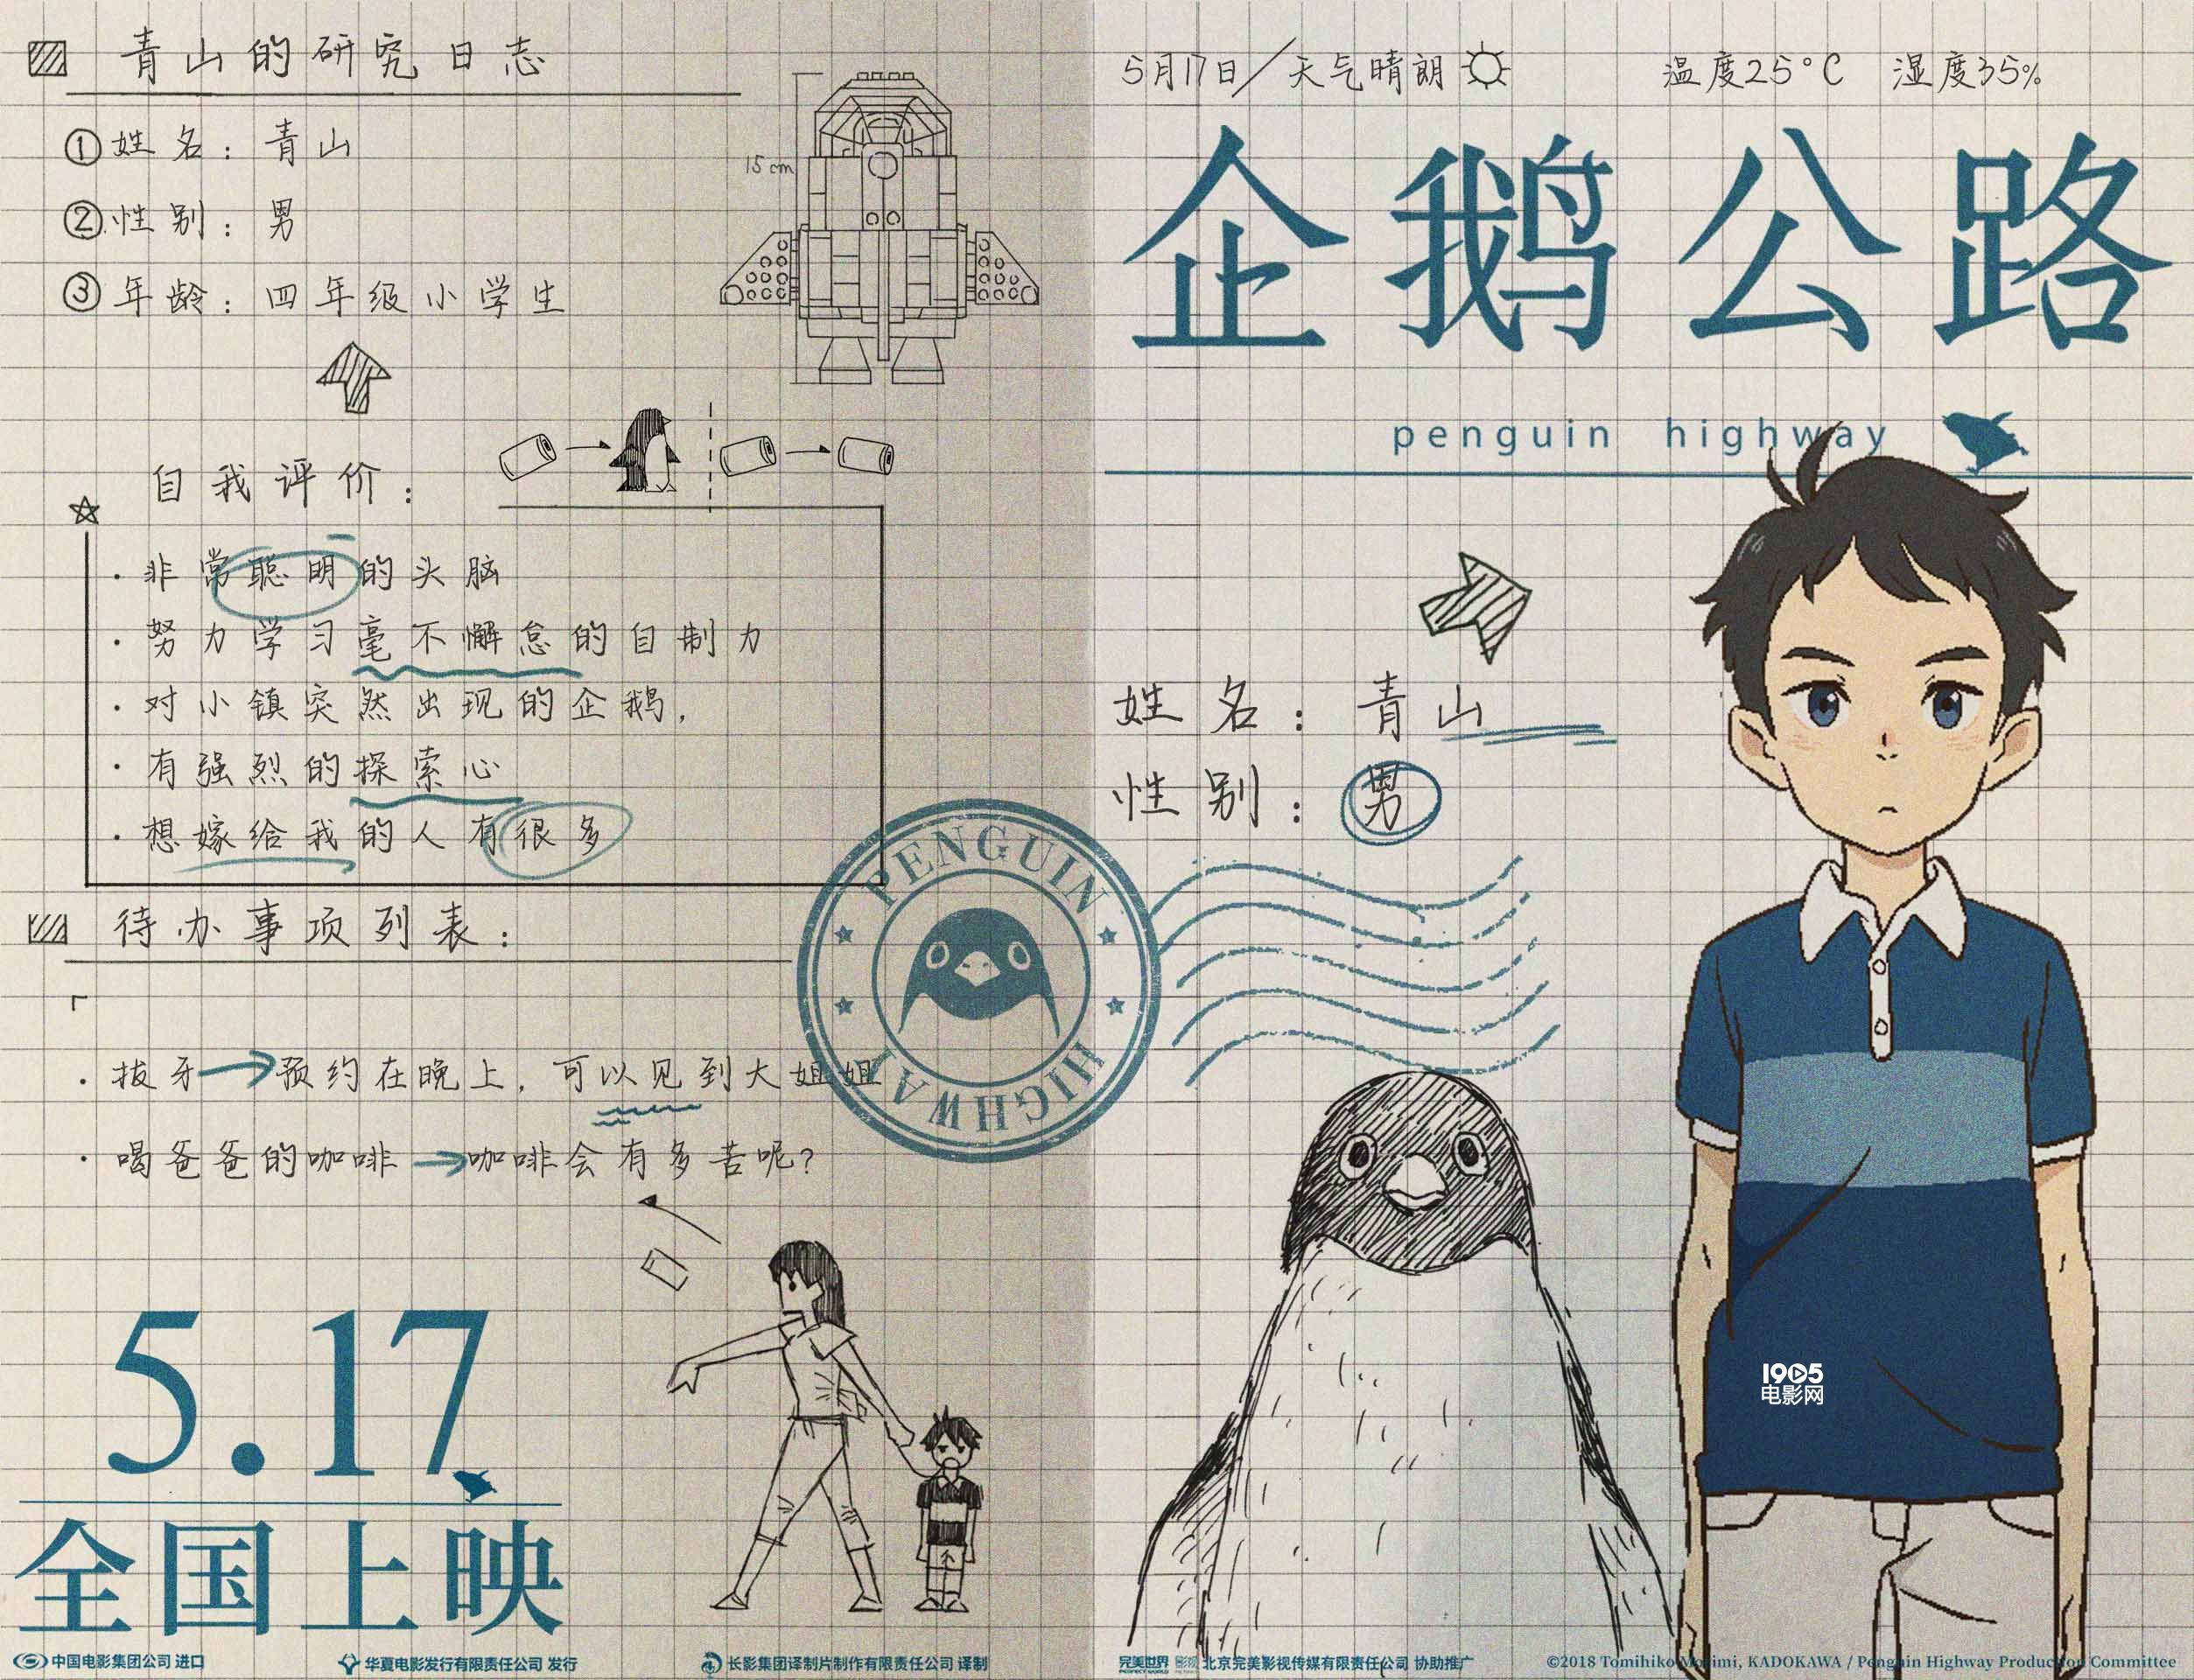 青山的研究日志
①姓名：青山
②性别：男
③年龄：四年级小学生
15cm
自我评价：
·非常聪明的头脑
·努力学习毫不懈怠的自制力
·对小镇突然出现的企鹅，
·有强烈的探索心
·想嫁给我的人有很多
待办事项列表：
·拔牙→预约在晚上，可以见到大姐姐
·喝爸爸的咖啡→咖啡会有多苦呢？
PENGUIN
HIGHWAY
5.17
全国上映
5月17日/天气晴朗
温度25°C 湿度35%
企鹅公路
penguin highway
姓名：青山
性别：男
1905
电影网
中国电影集团公司 进口
华夏电影发行有限责任公司 发行
长影集团译制片制作有限责任公司 译制
完美世界 影视 北京完美影视传媒有限责任公司 协助推广
PERFECT WORLD
©2018 Tomihiko Morimi, KADOKAWA / Penguin Highway Production Committee